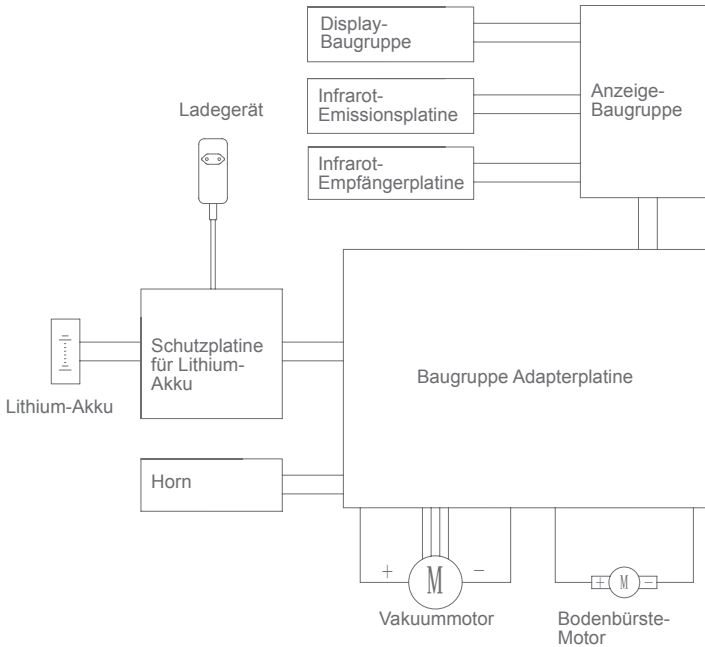 Display-
Baugruppe
Infrarot-
Emissionsplatine
Infrarot-
Empfängerplatine
Anzeige-
Baugruppe
Ladegerät
Schutzplatine
für Lithium-
Akku
Lithium-Akku
Baugruppe Adapterplatine
Horn
+ M −
Vakuummotor
+ M −
Bodenbürste-
Motor